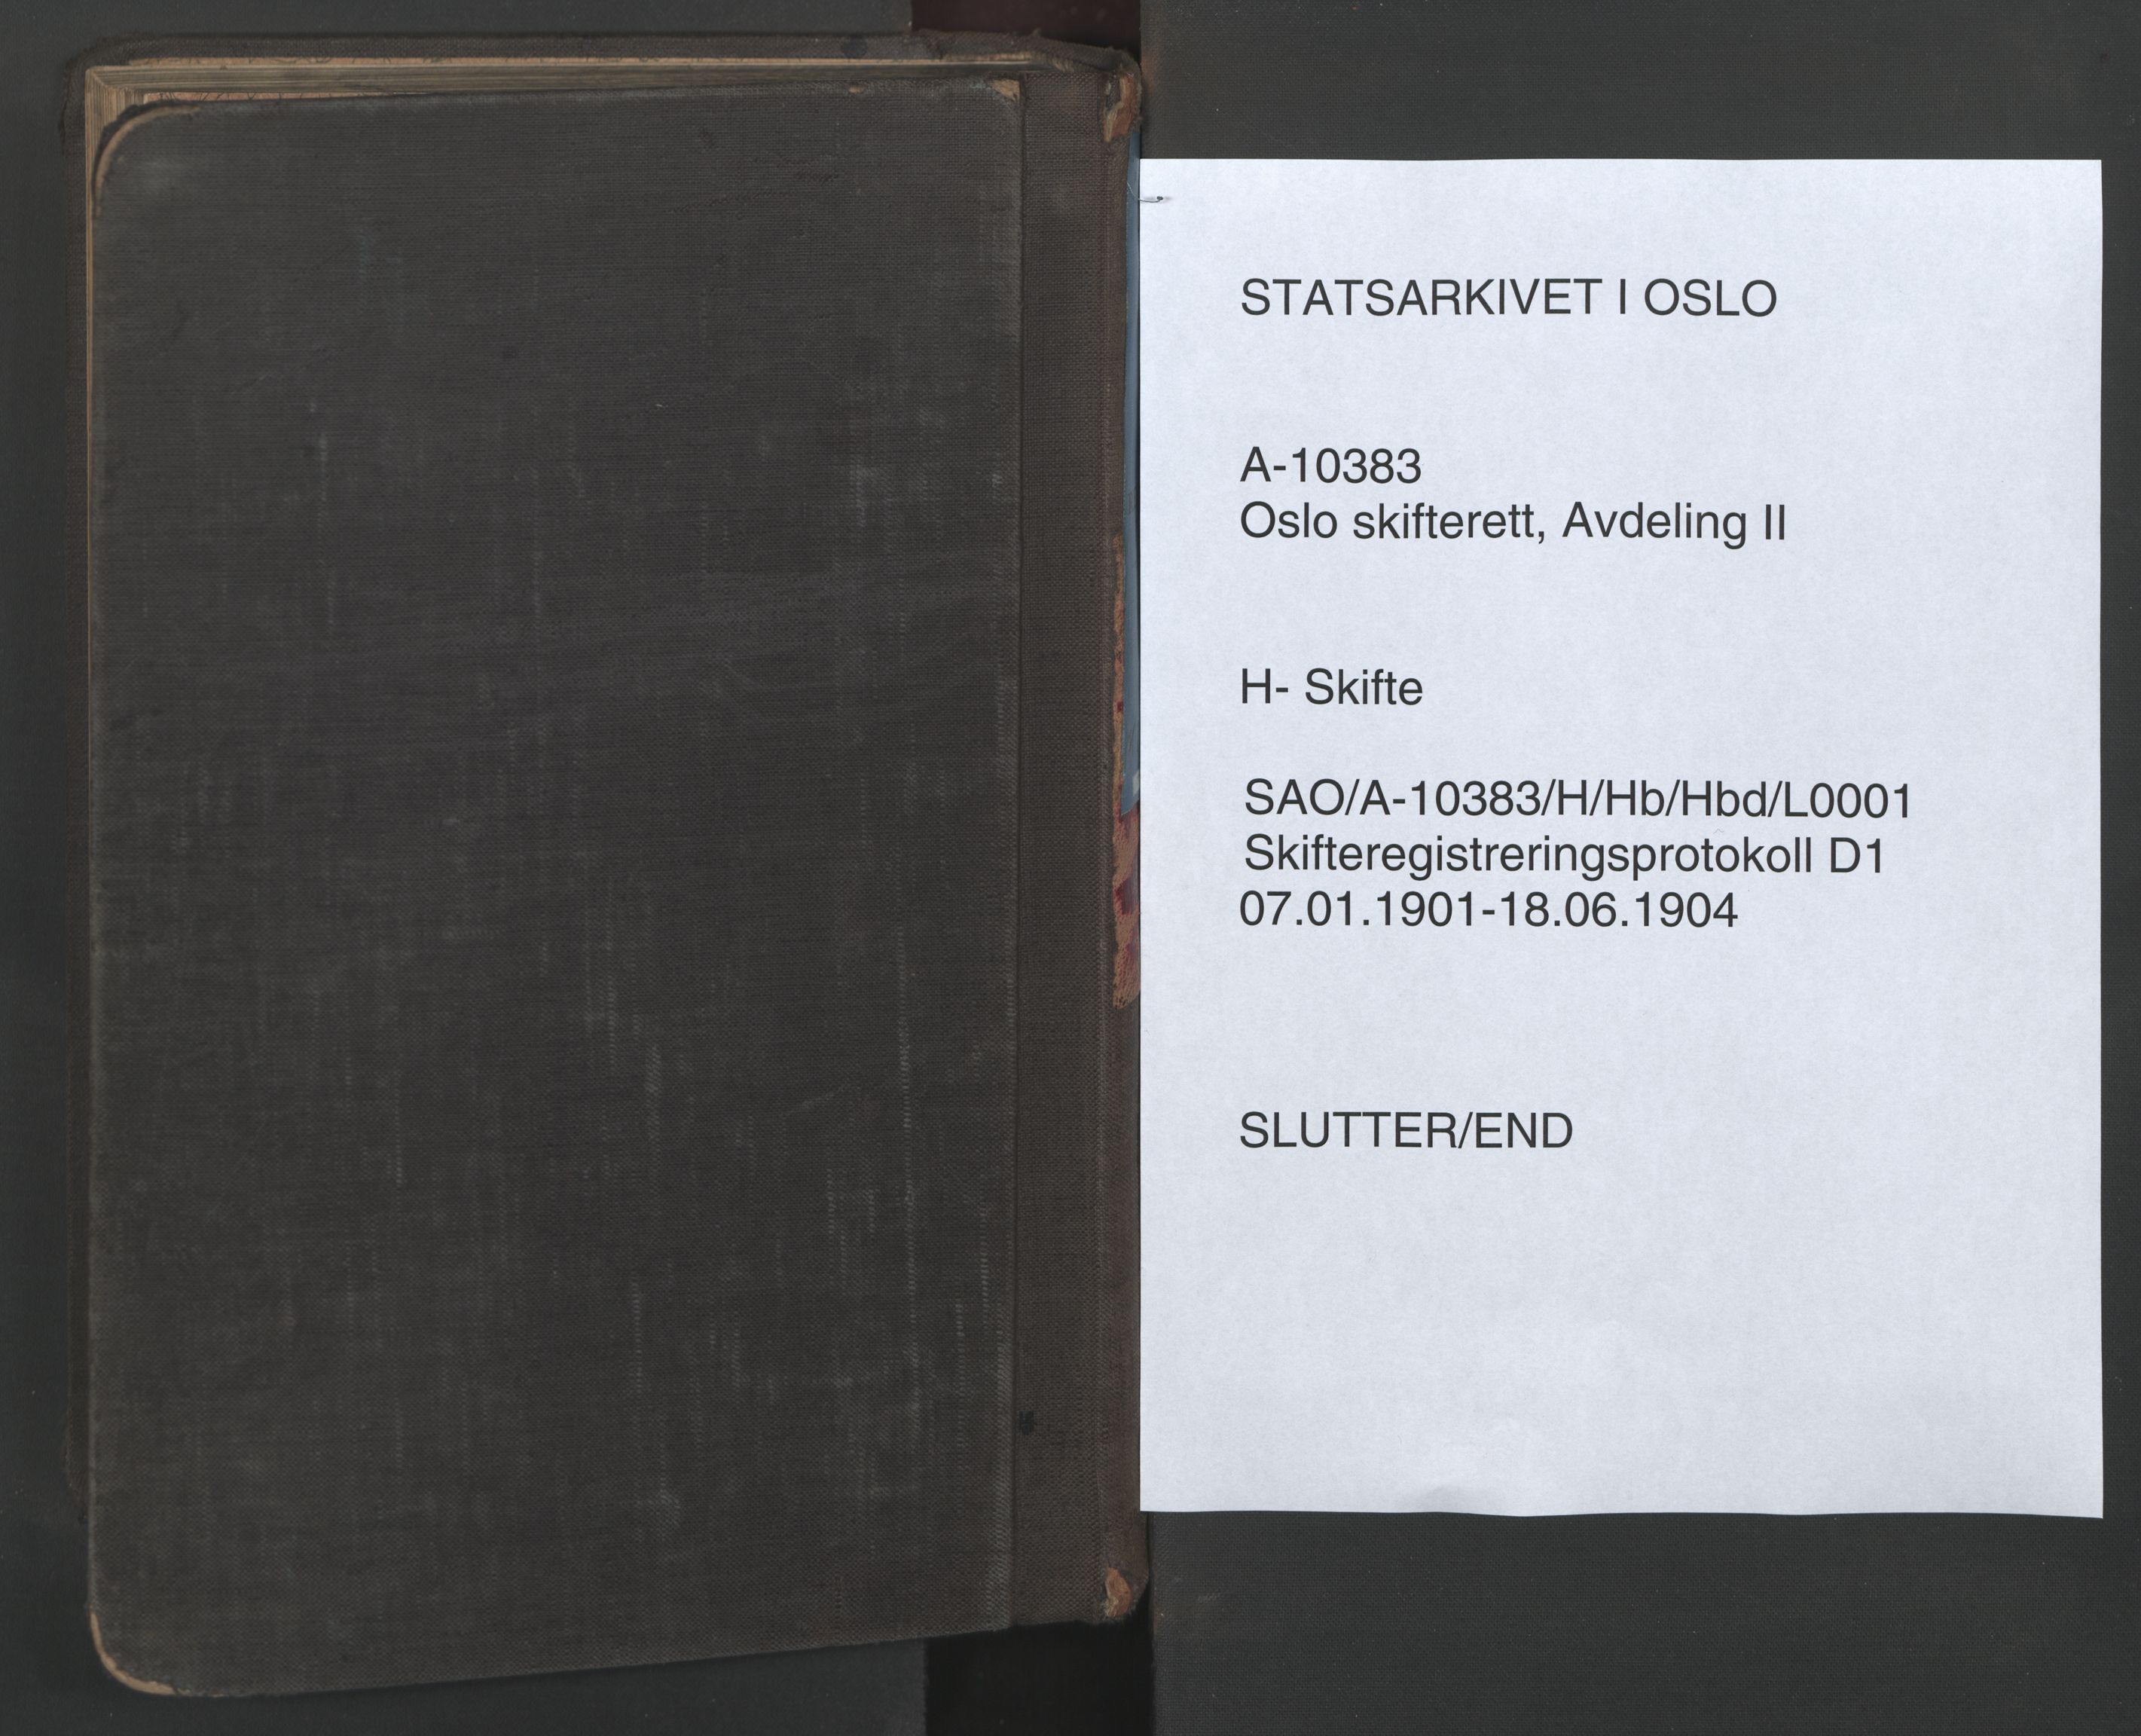 STATSARKIVET I OSLO
A-10383
Oslo skifterett, Avdeling II
H- Skifte
SAO/A-10383/H/Hb/Hbd/L0001
Skifteregistreringsprotokoll D1
07.01.1901-18.06.1904
SLUTTER/END